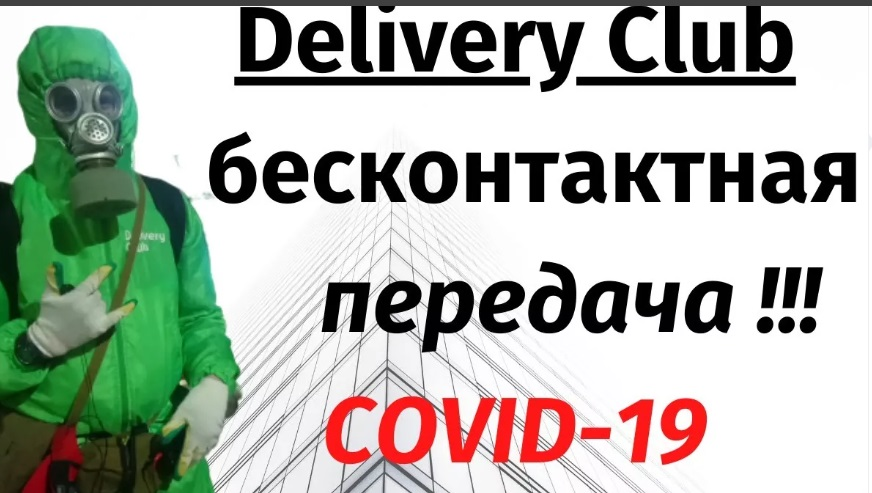 Delivery Club
бесконтактная
передача !!!
COVID-19
Delivery
Club